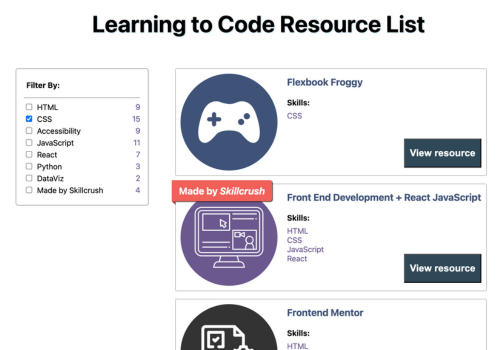 Learning to Code Resource List
Filter By:
HTML 9
CSS 15
Accessibility 9
JavaScript 11
React 7
Python 3
DataViz 2
Made by Skillcrush 4
Flexbook Froggy
Skills:
CSS
View resource
Made by Skillcrush
Front End Development + React JavaScript
Skills:
HTML
CSS
JavaScript
React
View resource
Frontend Mentor
Skills:
HTML